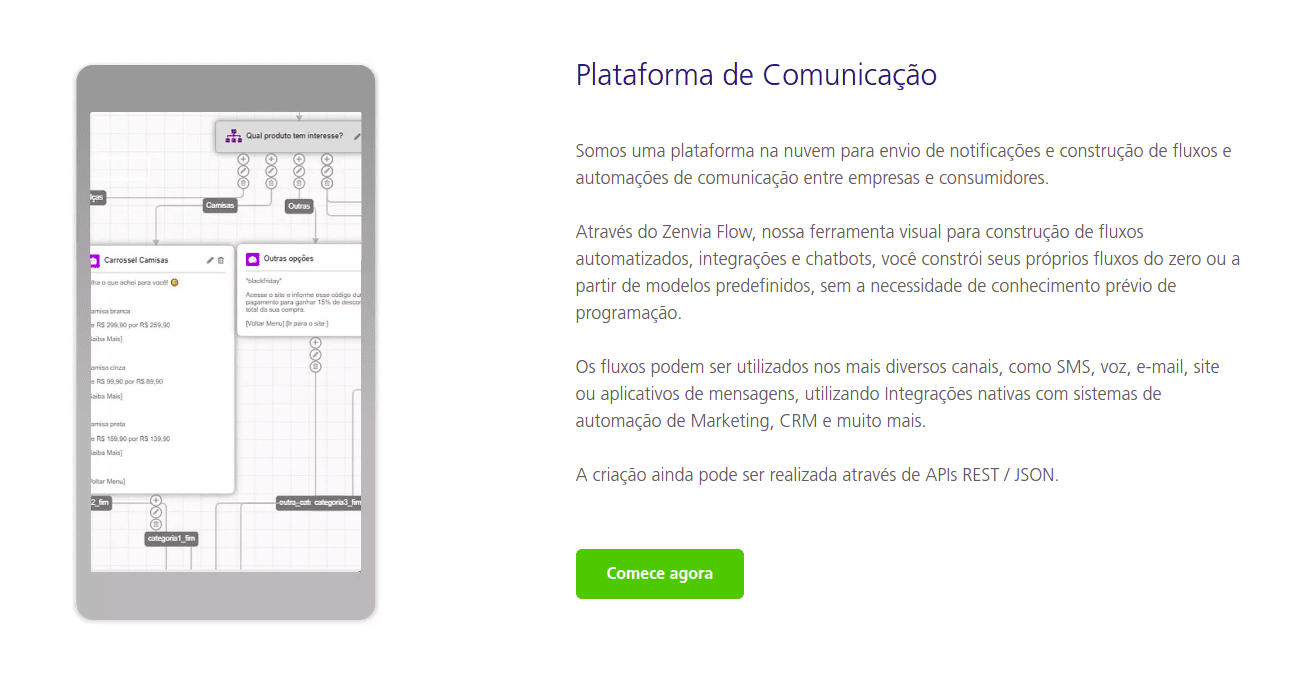 Plataforma de Comunicação
Somos uma plataforma na nuvem para envio de notificações e construção de fluxos e
automações de comunicação entre empresas e consumidores.
Através do Zenvia Flow, nossa ferramenta visual para construção de fluxos
automatizados, integrações e chatbots, você constrói seus próprios fluxos do zero ou a
partir de modelos predefinidos, sem a necessidade de conhecimento prévio de
programação.
Os fluxos podem ser utilizados nos mais diversos canais, como SMS, voz, e-mail, site
ou aplicativos de mensagens, utilizando Integrações nativas com sistemas de
automação de Marketing, CRM e muito mais.
A criação ainda pode ser realizada através de APIs REST / JSON.
Comece agora
Qual produto tem interesse?
Camisas
Outras
Carrossel Camisas
lha o que achei para você!!
amisa branca
e R$ 299,90 por R$ 259,90
aiba Mais]
amisa cinza
e R$ 99,90 por R$ 89,90
aiba Mais]
amisa preta
e R$ 159,90 por R$ 139,90
aiba Mais]
oltar Menu]
Outras opções
"blackfriday"
Acesse o site e informe esse código dur
pagamento para ganhar 15% de descon
total da sua compra.
[Voltar Menu] [Ir para o site ]
2_fim
categoria1_fim
categoria3_fim